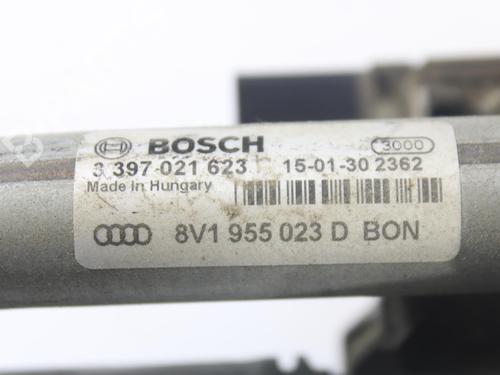 BOSCH 3000
3 397 021 623 15-01-30 2362
Made in Hungary
8V1 955 023 D BON